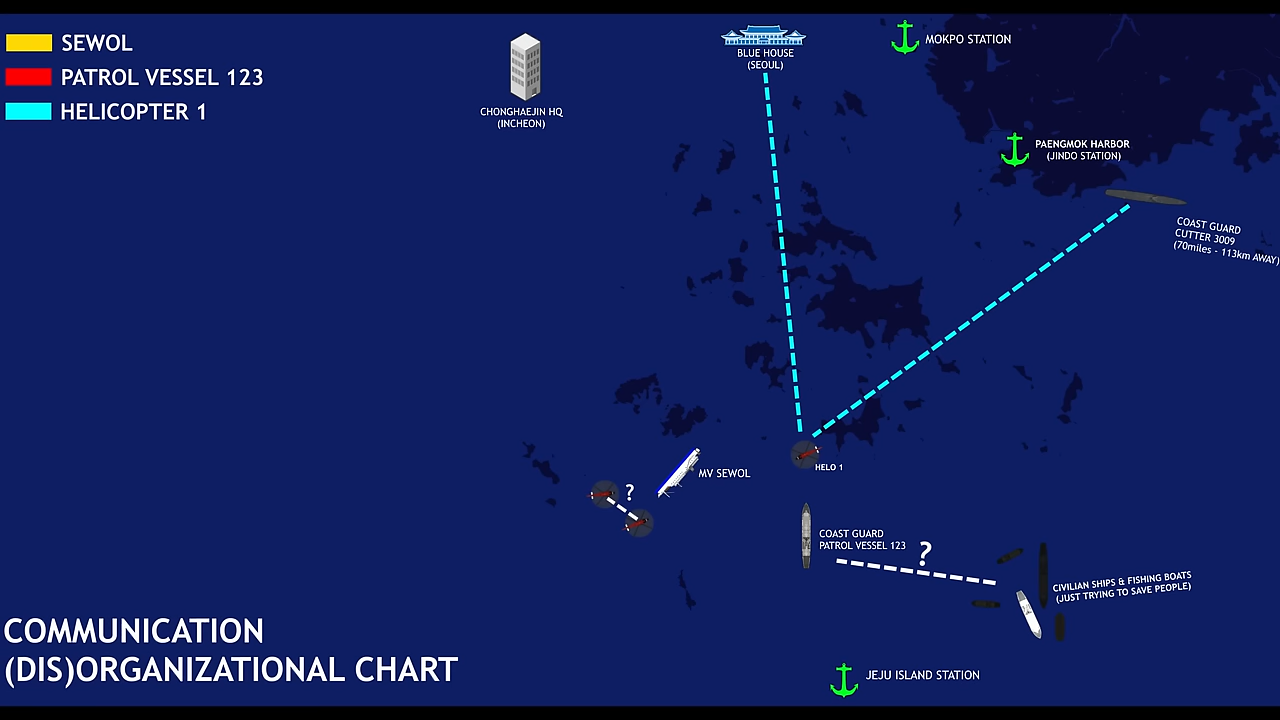 SEWOL
PATROL VESSEL 123
HELICOPTER 1
CHONGHAEJIN HQ
(INCHEON)
BLUE HOUSE
(SEOUL)
MOKPO STATION
PAENGMOK HARBOR
(JINDO STATION)
COAST GUARD
CUTTER 3009
(70miles - 113km AWAY)
HELO 1
MV SEWOL
?
COAST GUARD
PATROL VESSEL 123
?
CIVILIAN SHIPS & FISHING BOATS
(JUST TRYING TO SAVE PEOPLE)
COMMUNICATION
(DIS)ORGANIZATIONAL CHART
JEJU ISLAND STATION